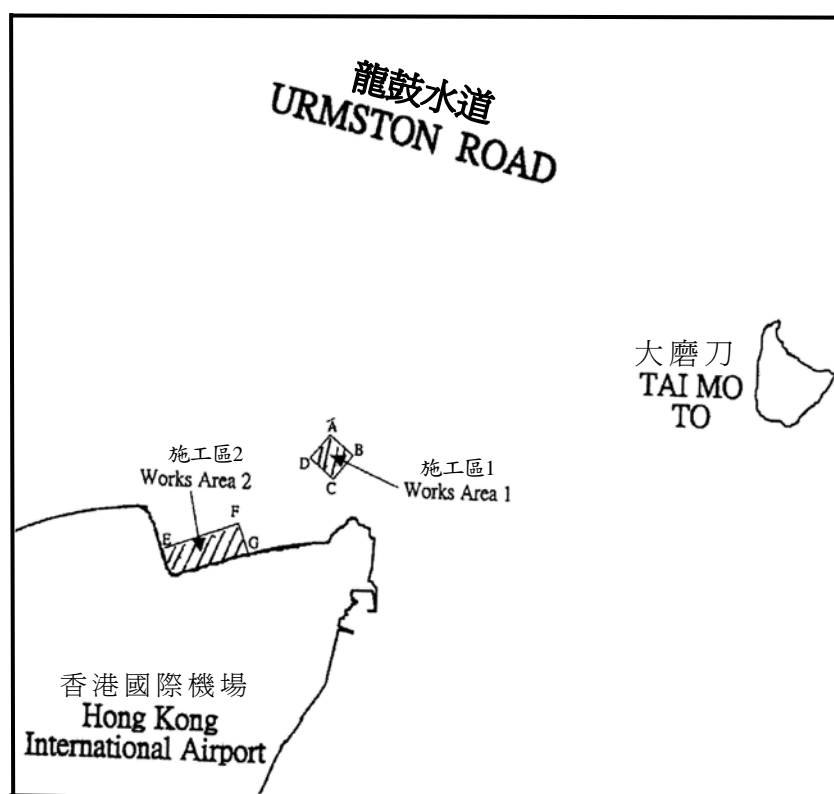 龍鼓水道
URMSTON ROAD
大磨刀
TAI MO
TO
A
B
C
D
施工區1
Works Area 1
施工區2
Works Area 2
E
F
G
香港國際機場
Hong Kong
International Airport